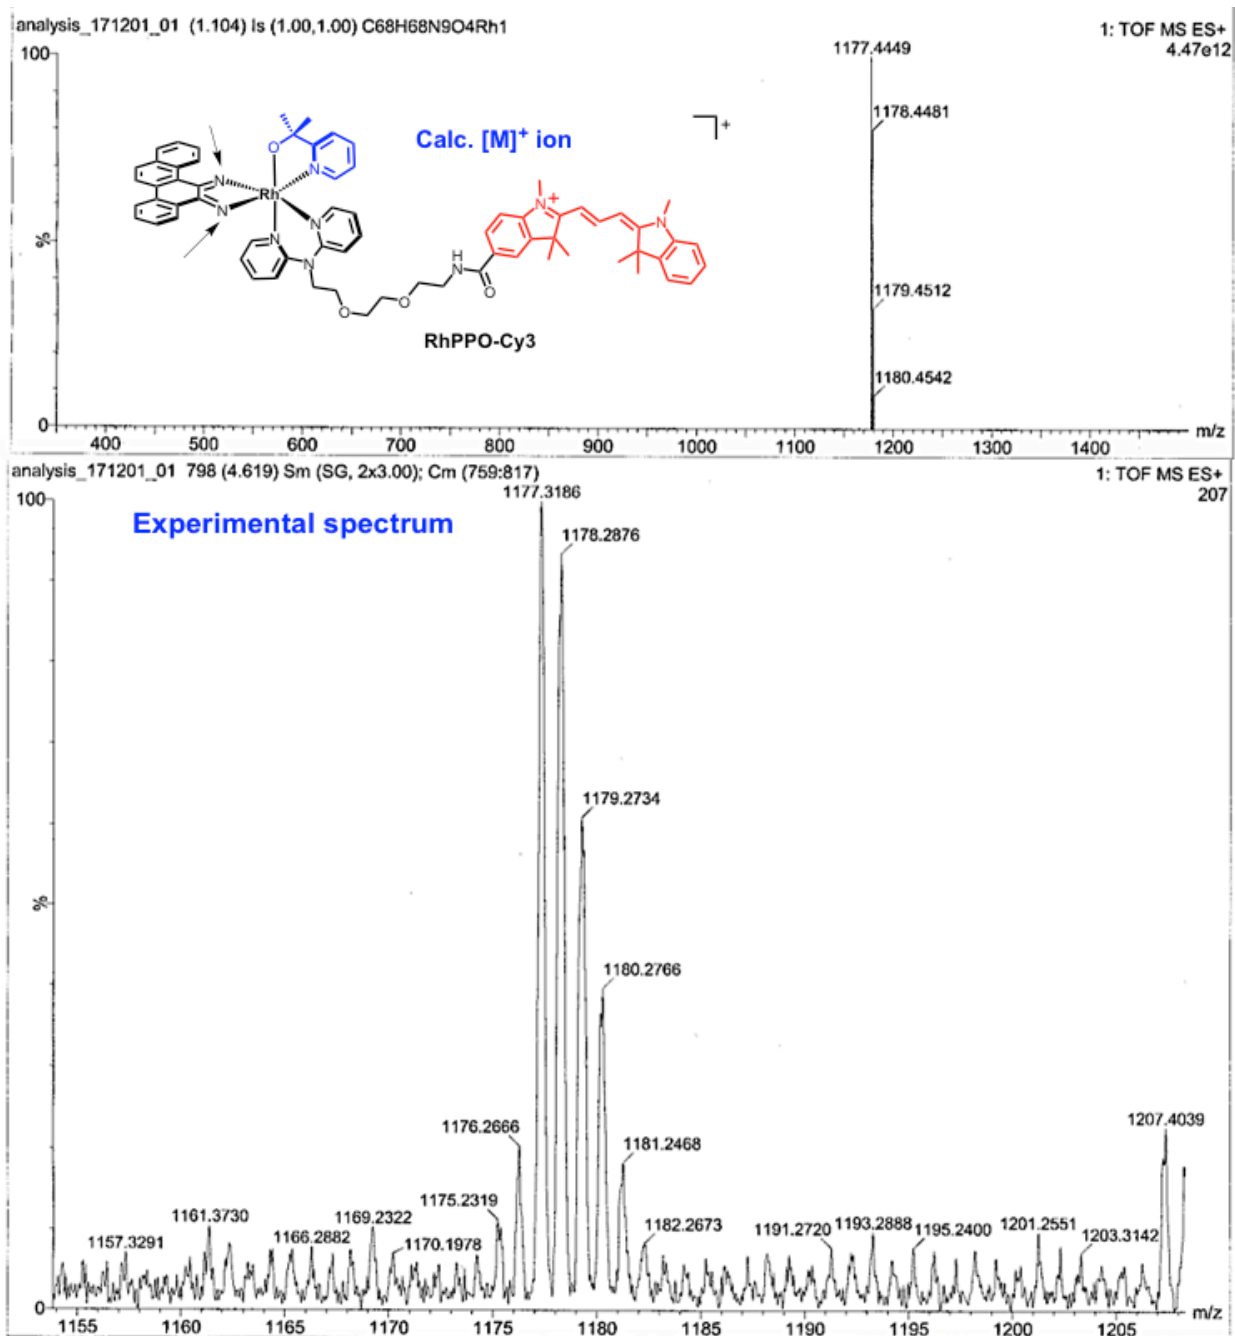 analysis_171201_01 (1.104) Is (1.00,1.00) C68H68N9O4Rh1
1: TOF MS ES+
4.47e12
100
1177.4449
1178.4481
1179.4512
1180.4542
%
0
Calc. [M]+ ion
+
O
N
N
N
Rh
N
N
N
O
O
H
N
O
N
+
N
RhPPO-Cy3
400 500 600 700 800 900 1000 1100 1200 1300 1400 m/z
analysis_171201_01 798 (4.619) Sm (SG, 2x3.00); Cm (759:817)
1: TOF MS ES+
207
100
Experimental spectrum
1177.3186
1178.2876
1179.2734
%
1180.2766
1176.2666
1181.2468
1207.4039
1175.2319
1161.3730
1169.2322
1157.3291
1166.2882
1170.1978
1182.2673
1191.2720
1193.2888
1195.2400
1201.2551
1203.3142
0
1155 1160 1165 1170 1175 1180 1185 1190 1195 1200 1205 m/z